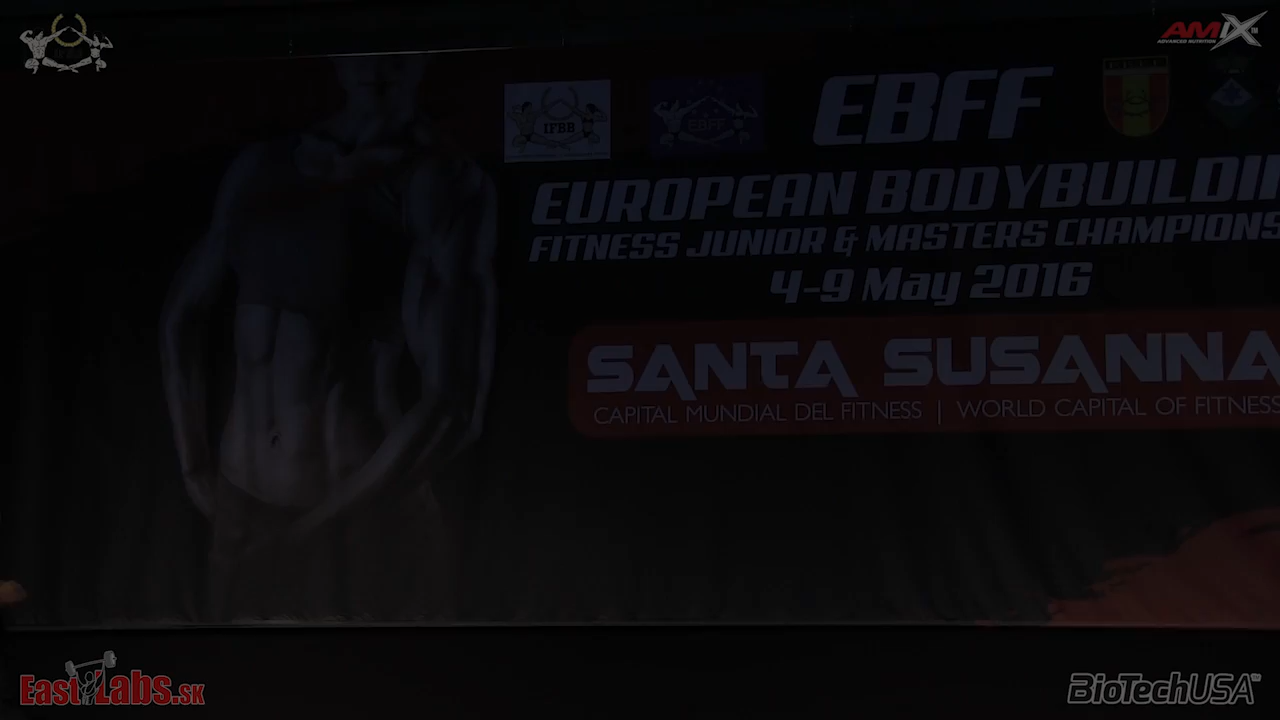 AMIX
ADVANCED NUTRITION
IFBB
EBFF
EBFF
EUROPEAN BODYBUILDI
FITNESS JUNIOR & MASTERS CHAMPIONS
4-9 May 2016
SANTA SUSANNA
CAPITAL MUNDIAL DEL FITNESS | WORLD CAPITAL OF FITNESS
EastLabs.SK
BioTechUSA